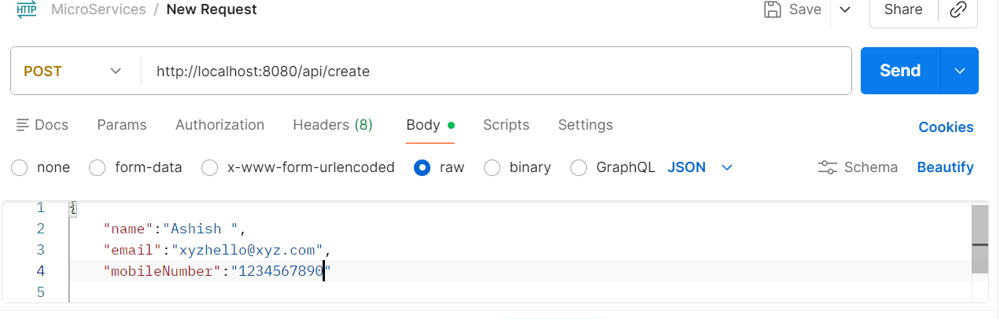 HTTP MicroServices / New Request Save Share
POST http://localhost:8080/api/create Send
Docs Params Authorization Headers (8) Body Scripts Settings Cookies
none form-data x-www-form-urlencoded raw binary GraphQL JSON Schema Beautify
1 {
2 "name":"Ashish ",
3 "email":"xyzhello@xyz.com",
4 "mobileNumber":"1234567890"
5